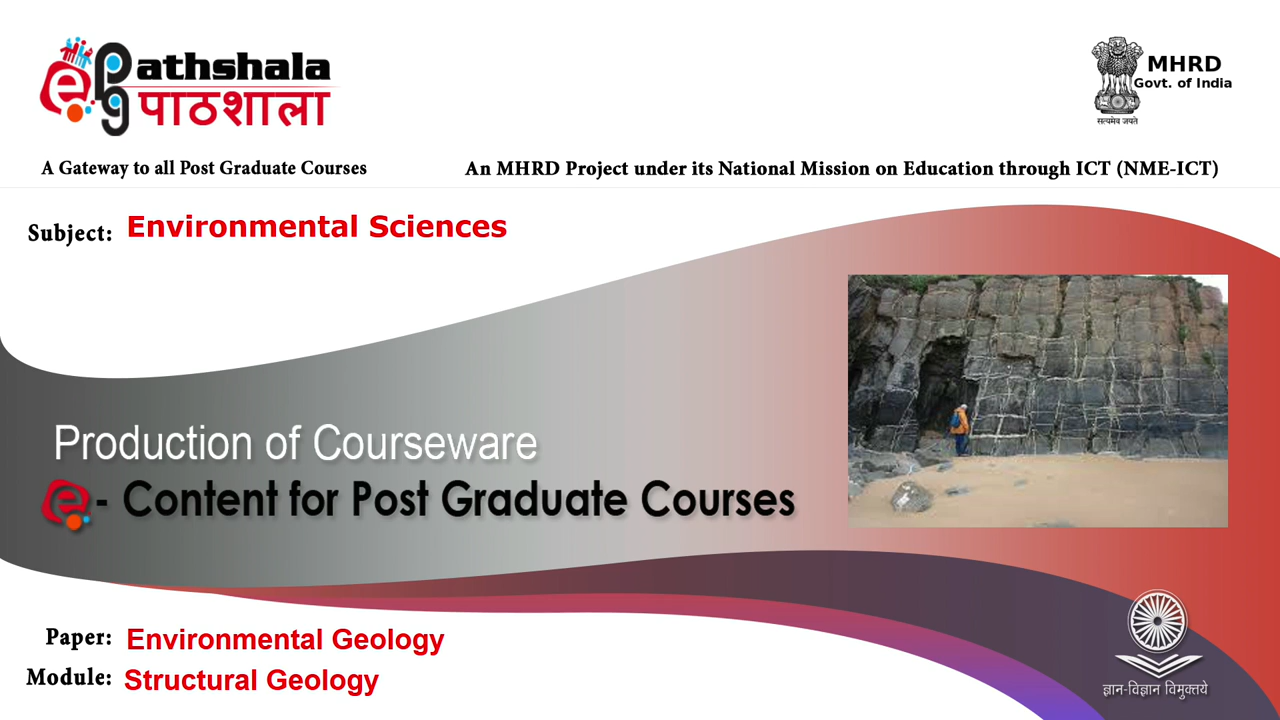 ePathshala
पाठशाला
MHRD
Govt. of India
सत्यमेव जयते
A Gateway to all Post Graduate Courses
An MHRD Project under its National Mission on Education through ICT (NME-ICT)
Subject: Environmental Sciences
Production of Courseware
e- Content for Post Graduate Courses
Paper: Environmental Geology
Module: Structural Geology
ज्ञान-विज्ञान विमुक्तये